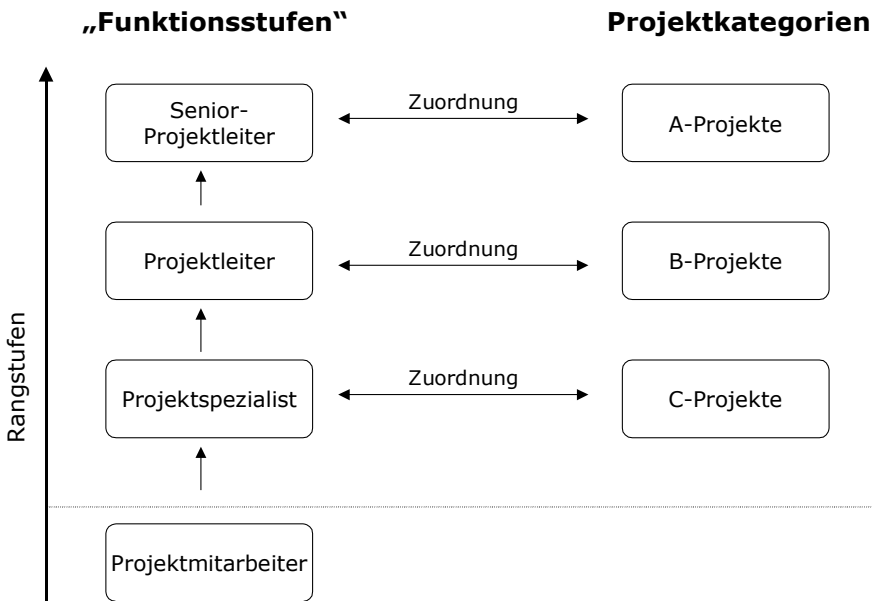 „Funktionsstufen“
Projektkategorien
Senior-
Projektleiter
Zuordnung
A-Projekte
Projektleiter
Zuordnung
B-Projekte
Projektspezialist
Zuordnung
C-Projekte
Projektmitarbeiter
Rangstufen